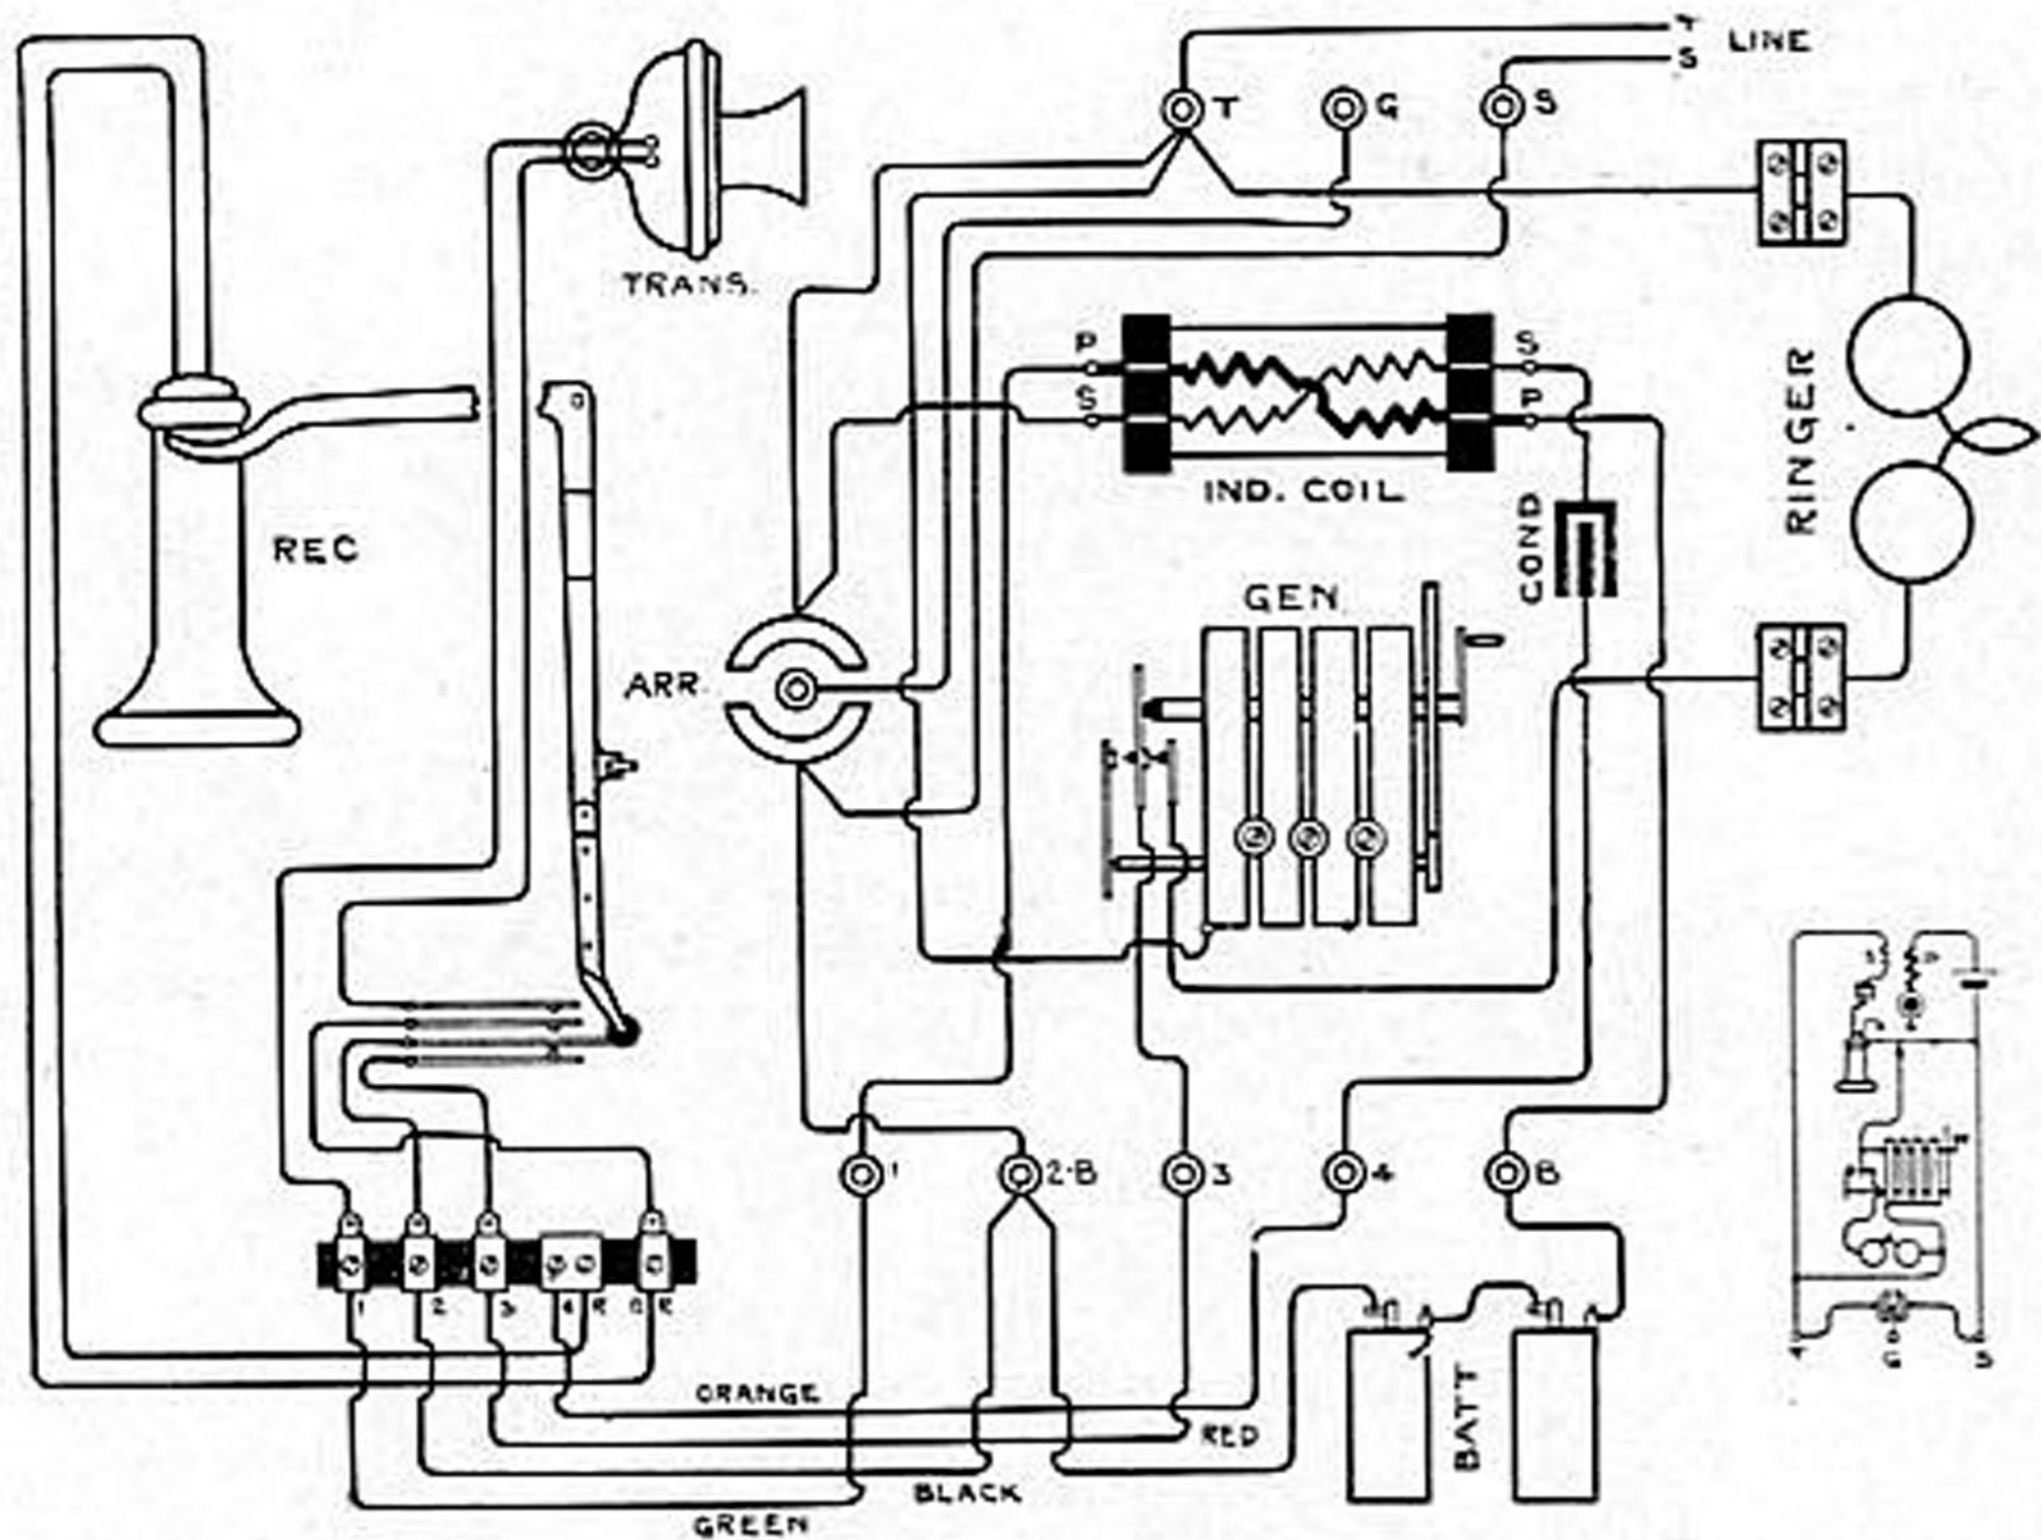 T
LINE
S
T
G
S
TRANS.
P
S
S
P
IND. COIL
RINGER
REC
COND
GEN
ARR.
1
2-B
3
4
B
1
2
3
4
R
R
ORANGE
RED
BATT
BLACK
GREEN